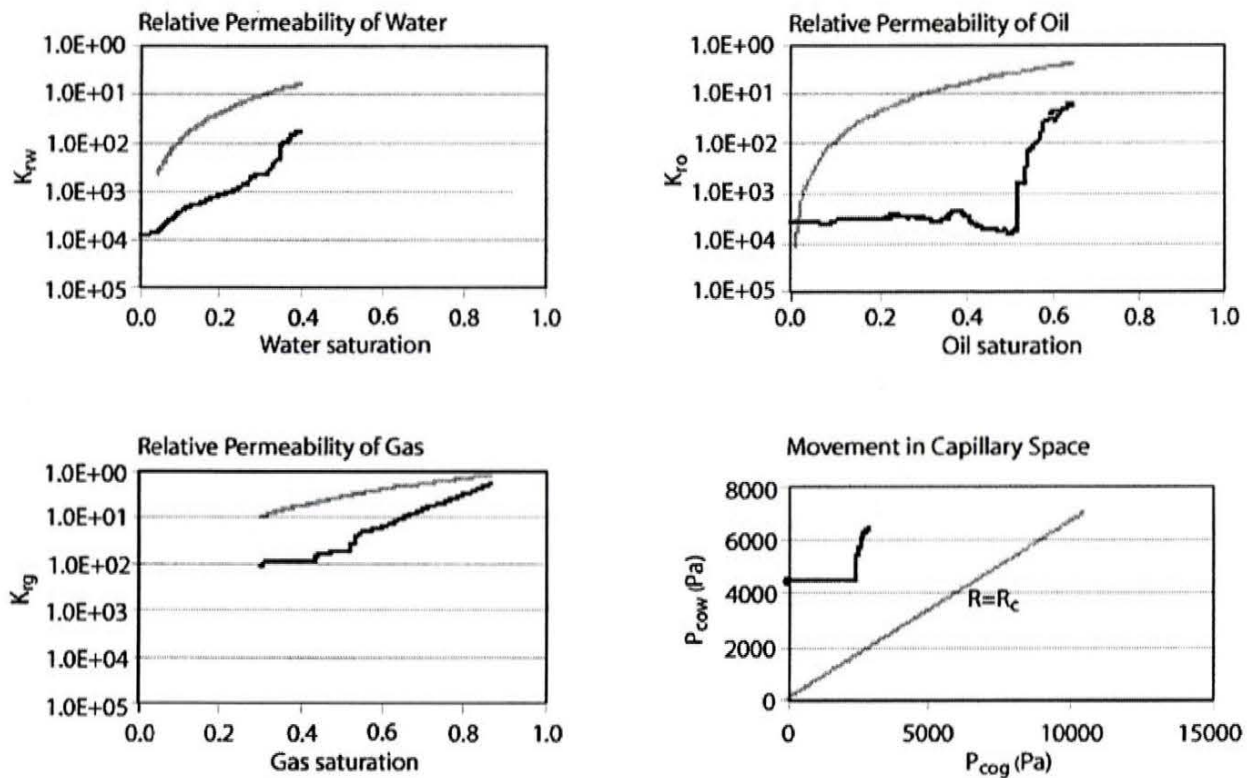 Relative Permeability of Water
1.0E+00
1.0E+01
1.0E+02
1.0E+03
1.0E+04
1.0E+05
Krw
0.0 0.2 0.4 0.6 0.8 1.0
Water saturation
Relative Permeability of Oil
1.0E+00
1.0E+01
1.0E+02
1.0E+03
1.0E+04
1.0E+05
Kro
0.0 0.2 0.4 0.6 0.8 1.0
Oil saturation
Relative Permeability of Gas
1.0E+00
1.0E+01
1.0E+02
1.0E+03
1.0E+04
1.0E+05
Krg
0.0 0.2 0.4 0.6 0.8 1.0
Gas saturation
Movement in Capillary Space
8000
6000
4000
2000
0
Pcow (Pa)
R=Rc
0 5000 10000 15000
Pcog (Pa)